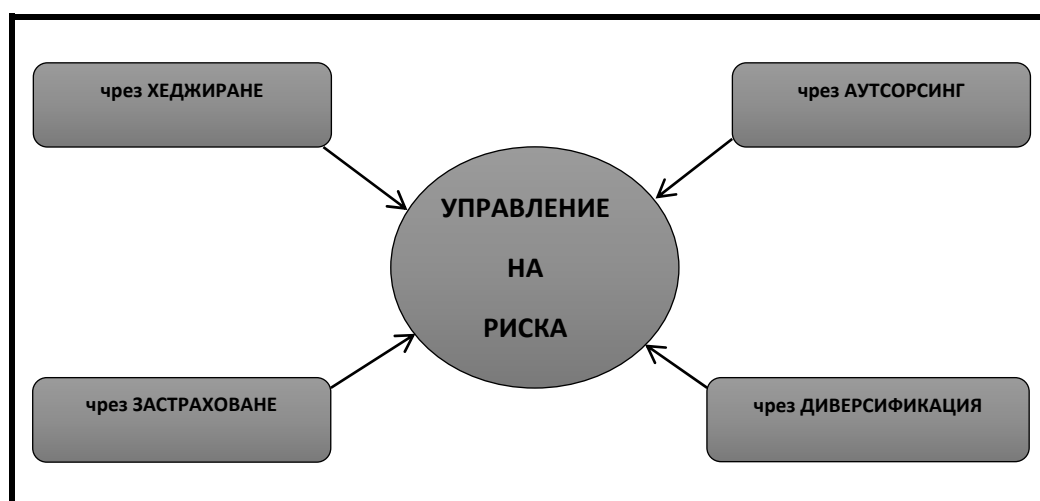 чрез ХЕДЖИРАНЕ
чрез АУТСОРСИНГ
УПРАВЛЕНИЕ
НА
РИСКА
чрез ЗАСТРАХОВАНЕ
чрез ДИВЕРСИФИКАЦИЯ